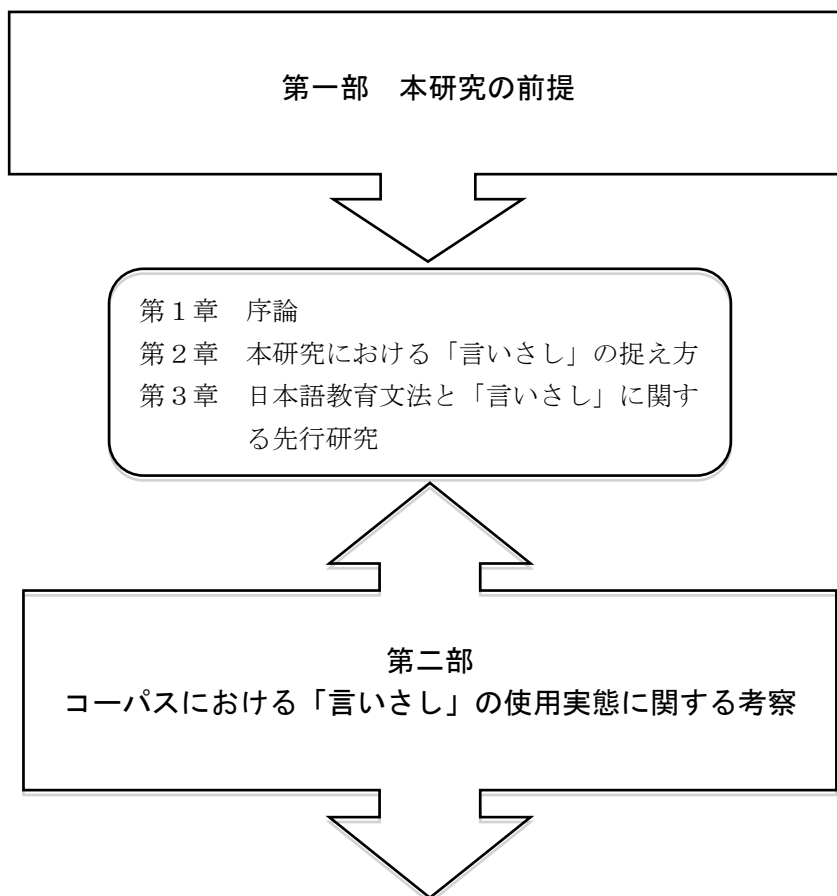 第一部　本研究の前提
第１章　序論
第２章　本研究における「言いさし」の捉え方
第３章　日本語教育文法と「言いさし」に関す
る先行研究
第二部
コーパスにおける「言いさし」の使用実態に関する考察